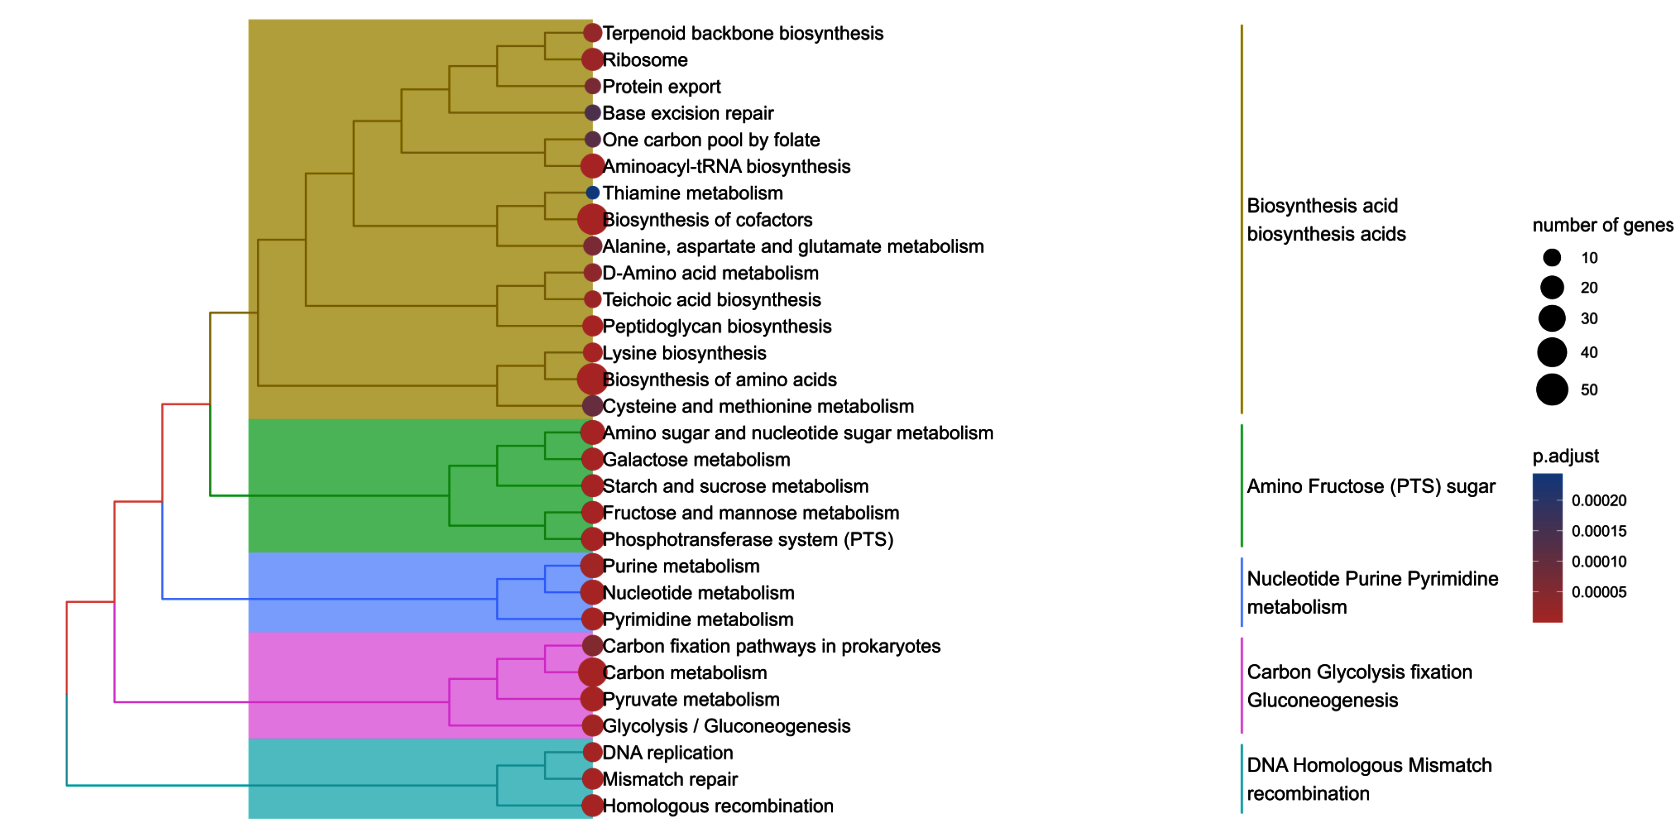 Terpenoid backbone biosynthesis
Ribosome
Protein export
Base excision repair
One carbon pool by folate
Aminoacyl-tRNA biosynthesis
Thiamine metabolism
Biosynthesis of cofactors
Alanine, aspartate and glutamate metabolism
D-Amino acid metabolism
Teichoic acid biosynthesis
Peptidoglycan biosynthesis
Lysine biosynthesis
Biosynthesis of amino acids
Cysteine and methionine metabolism
Amino sugar and nucleotide sugar metabolism
Galactose metabolism
Starch and sucrose metabolism
Fructose and mannose metabolism
Phosphotransferase system (PTS)
Purine metabolism
Nucleotide metabolism
Pyrimidine metabolism
Carbon fixation pathways in prokaryotes
Carbon metabolism
Pyruvate metabolism
Glycolysis / Gluconeogenesis
DNA replication
Mismatch repair
Homologous recombination
Biosynthesis acid
biosynthesis acids
Amino Fructose (PTS) sugar
Nucleotide Purine Pyrimidine
metabolism
Carbon Glycolysis fixation
Gluconeogenesis
DNA Homologous Mismatch
recombination
number of genes
10
20
30
40
50
p.adjust
0.00020
0.00015
0.00010
0.00005